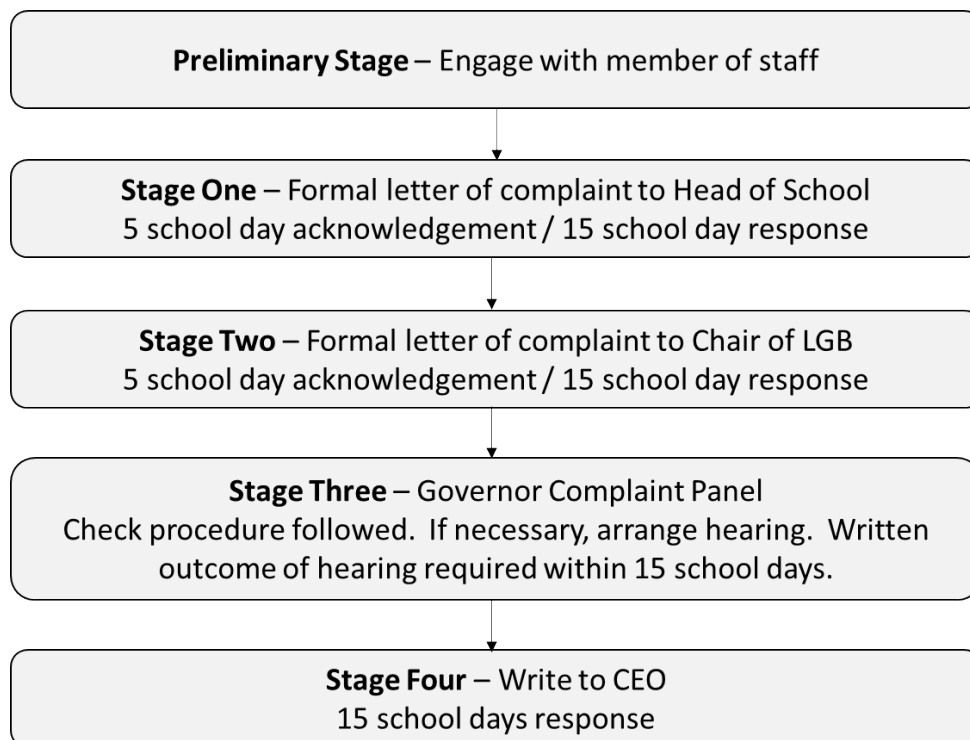 Preliminary Stage – Engage with member of staff
Stage One – Formal letter of complaint to Head of School
5 school day acknowledgement / 15 school day response
Stage Two – Formal letter of complaint to Chair of LGB
5 school day acknowledgement / 15 school day response
Stage Three – Governor Complaint Panel
Check procedure followed. If necessary, arrange hearing. Written
outcome of hearing required within 15 school days.
Stage Four – Write to CEO
15 school days response